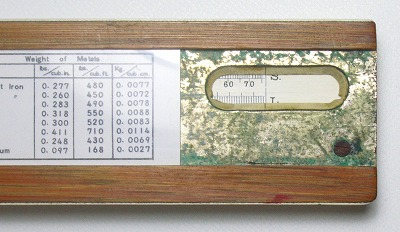 Weight of Metals
lbs./cub.in. lbs./cub.ft. Kg./cub.cm.
t Iron 0.277 480 0.0077
" 0.260 450 0.0072
0.283 490 0.0078
0.318 550 0.0088
0.300 520 0.0083
0.411 710 0.0114
0.248 430 0.0069
um 0.097 168 0.0027
60 70 S.
T.